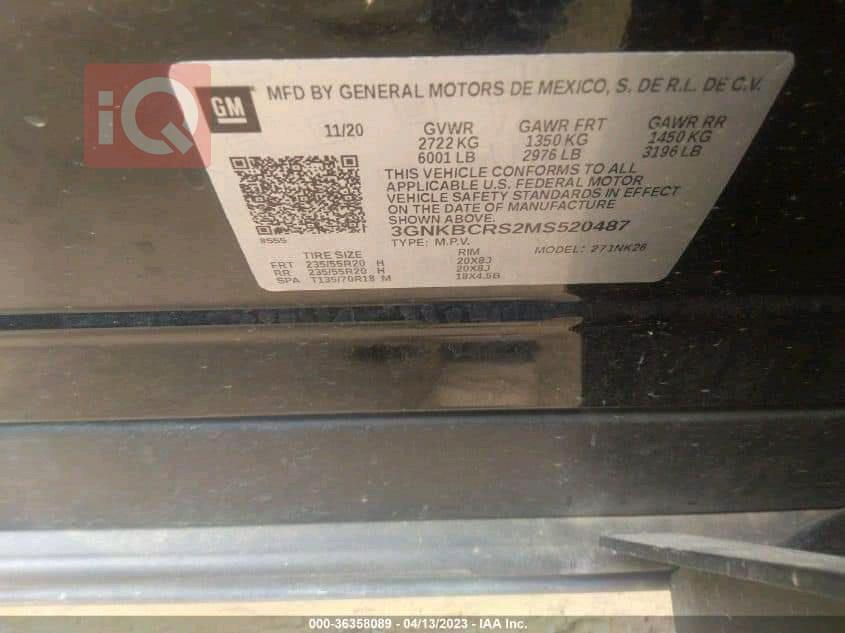 iQ
GM
MFD BY GENERAL MOTORS DE MEXICO, S. DE R.L. DE C.V.
11/20 GVWR GAWR FRT GAWR RR
2722 KG 1350 KG 1450 KG
6001 LB 2976 LB 3196 LB
THIS VEHICLE CONFORMS TO ALL
APPLICABLE U.S. FEDERAL MOTOR
VEHICLE SAFETY STANDARDS IN EFFECT
ON THE DATE OF MANUFACTURE
SHOWN ABOVE.
3GNKBCRS2MS520487
TYPE: M.P.V. MODEL: 271NK26
#555
TIRE SIZE RIM
FRT 235/55R20 H 20X8J
RR 235/55R20 H 20X8J
SPA T135/70R18 M 18X4.5B
000-36358089 - 04/13/2023 - IAA Inc.